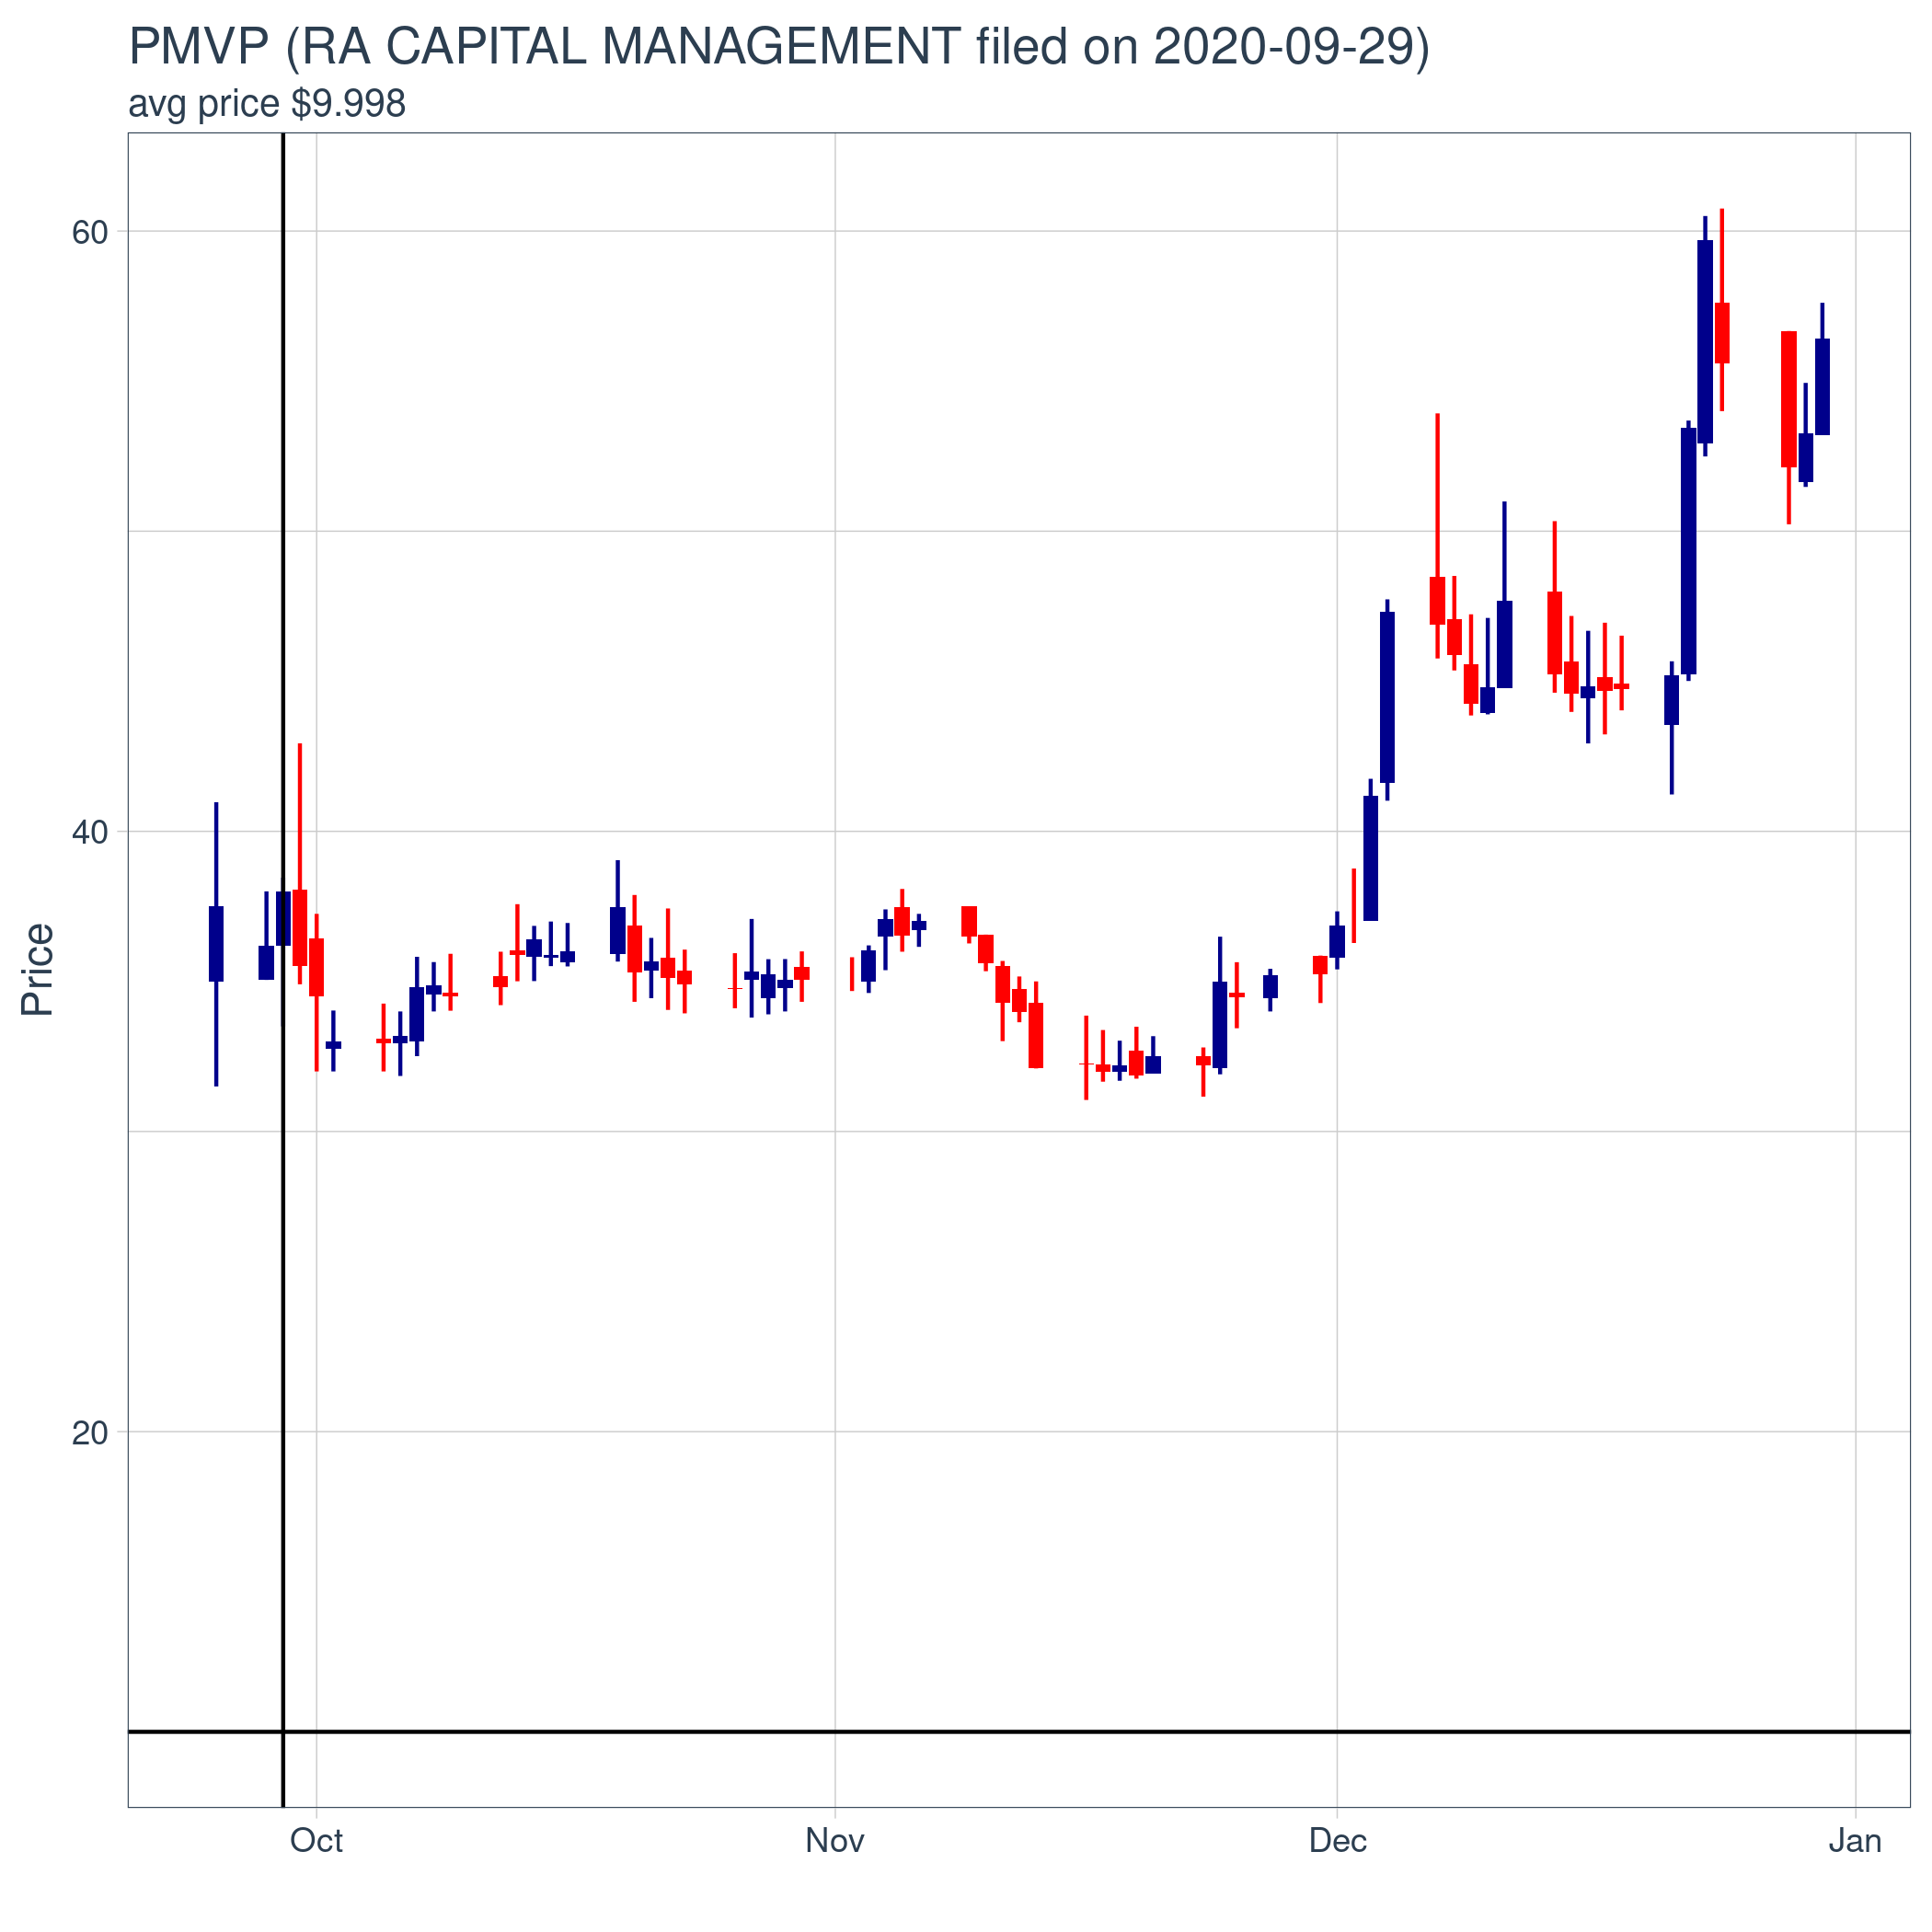 PMVP (RA CAPITAL MANAGEMENT filed on 2020-09-29)
avg price $9.998
60
40
20
Price
Oct Nov Dec Jan